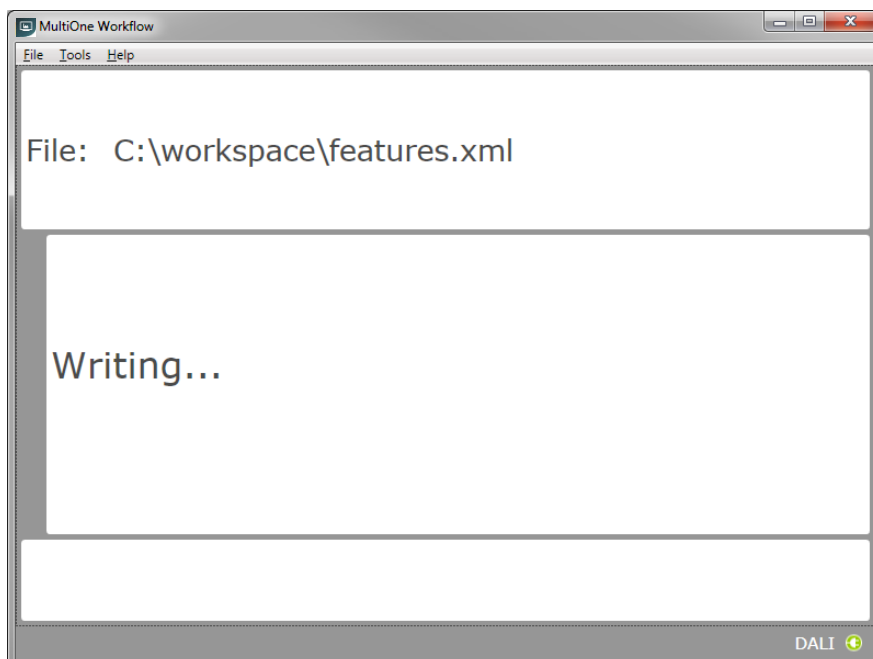 MultiOne Workflow
File Tools Help
File: C:\workspace\features.xml
Writing...
DALI